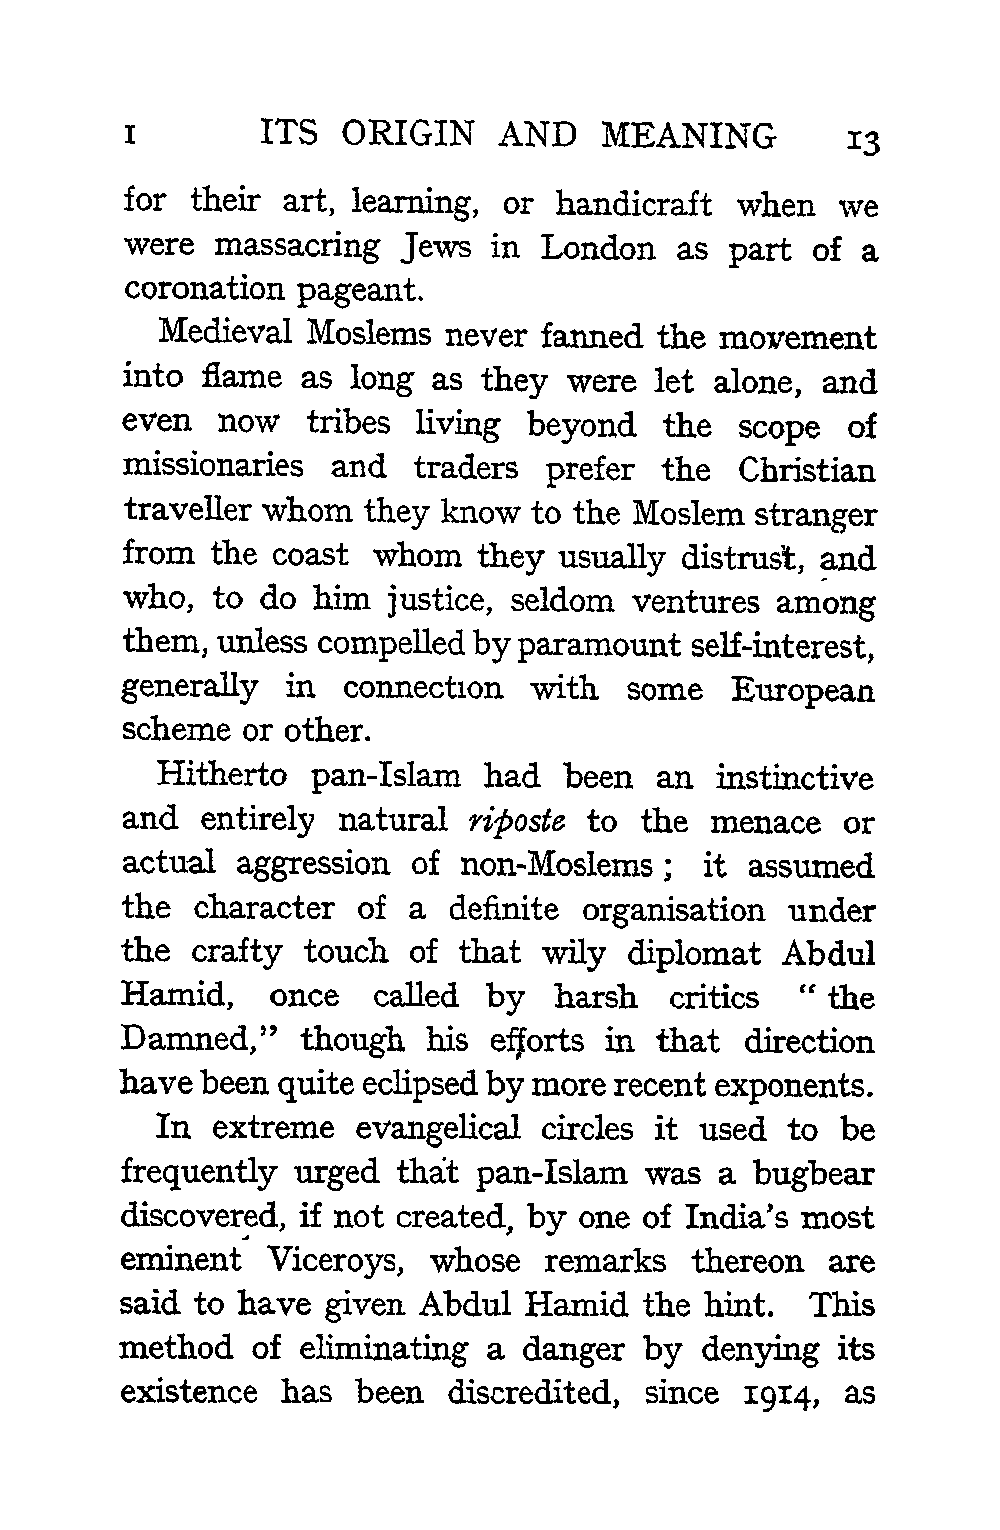 I ITS ORIGIN AND MEANING 13
for their art, learning, or handicraft when we
were massacring Jews in London as part of a
coronation pageant.
Medieval Moslems never fanned the movement
into flame as long as they were let alone, and
even now tribes living beyond the scope of
missionaries and traders prefer the Christian
traveller whom they know to the Moslem stranger
from the coast whom they usually distrust, and
who, to do him justice, seldom ventures among
them, unless compelled by paramount self-interest,
generally in connection with some European
scheme or other.
Hitherto pan-Islam had been an instinctive
and entirely natural riposte to the menace or
actual aggression of non-Moslems ; it assumed
the character of a definite organisation under
the crafty touch of that wily diplomat Abdul
Hamid, once called by harsh critics “ the
Damned,” though his efforts in that direction
have been quite eclipsed by more recent exponents.
In extreme evangelical circles it used to be
frequently urged that pan-Islam was a bugbear
discovered, if not created, by one of India's most
eminent Viceroys, whose remarks thereon are
said to have given Abdul Hamid the hint. This
method of eliminating a danger by denying its
existence has been discredited, since 1914, as